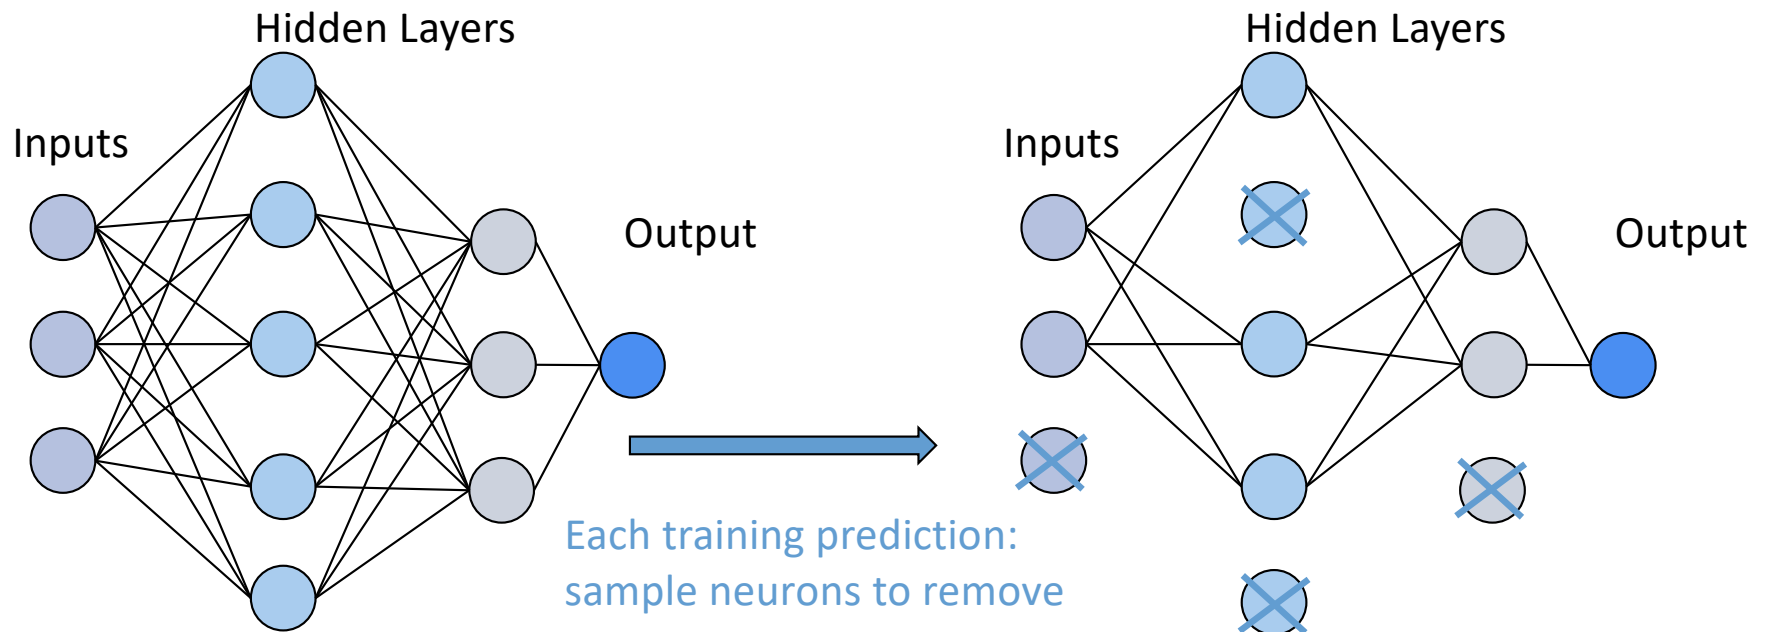 Hidden Layers
Inputs
Output
Each training prediction:
sample neurons to remove
Hidden Layers
Inputs
Output